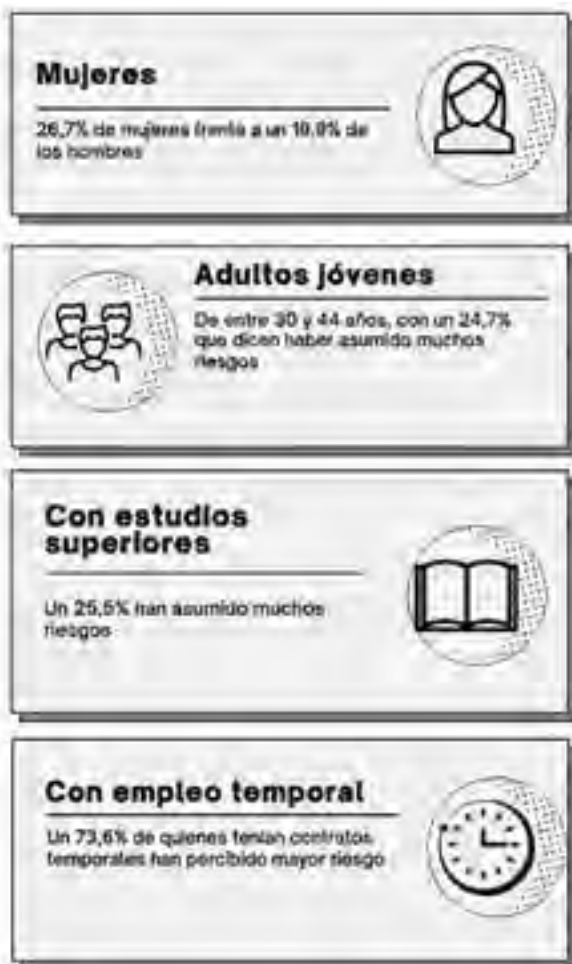 Mujeres
26,7% de mujeres frente a un de
los hombres
Adultos jóvenes
De entre 30 y 44 años, con un 24,7%
que dicen haber asumido muchos
riesgos
Con estudios
superiores
Un 25,5% han asumido muchos
riesgos
Con empleo temporal
Un 73,6% de quienes tenían contratos
temporales han percibido mayor riesgo